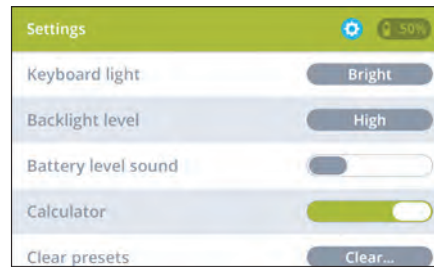 Settings 50%
Keyboard light Bright
Backlight level High
Battery level sound
Calculator
Clear presets Clear...